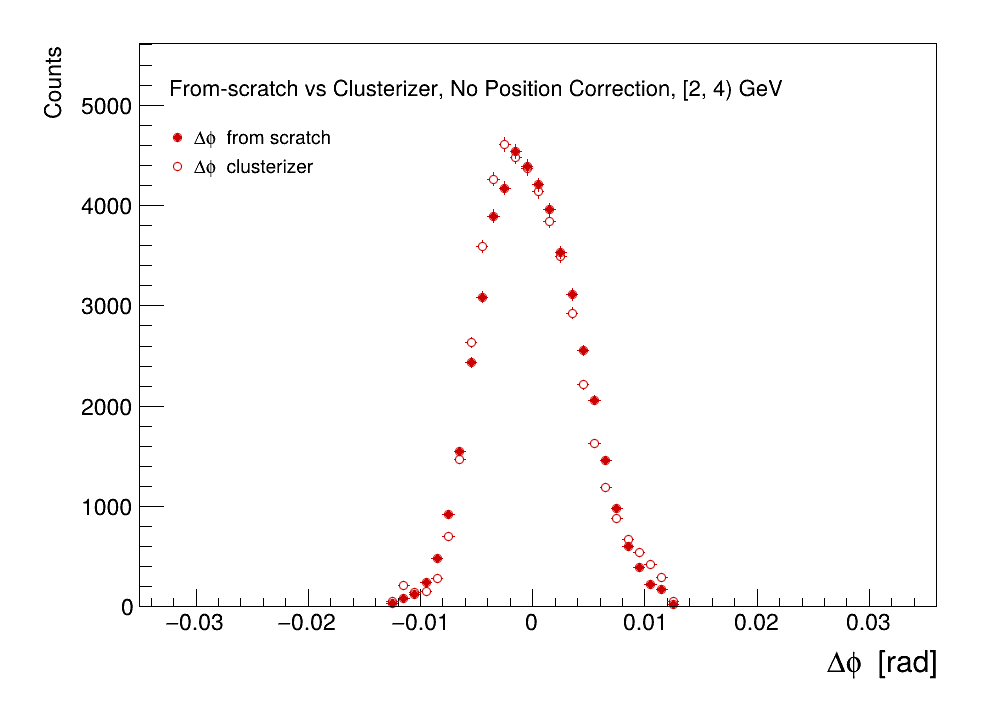 Counts
From-scratch vs Clusterizer, No Position Correction, [2, 4) GeV
Δϕ from scratch
Δϕ clusterizer
5000
4000
3000
2000
1000
0
−0.03 −0.02 −0.01 0 0.01 0.02 0.03
Δϕ [rad]